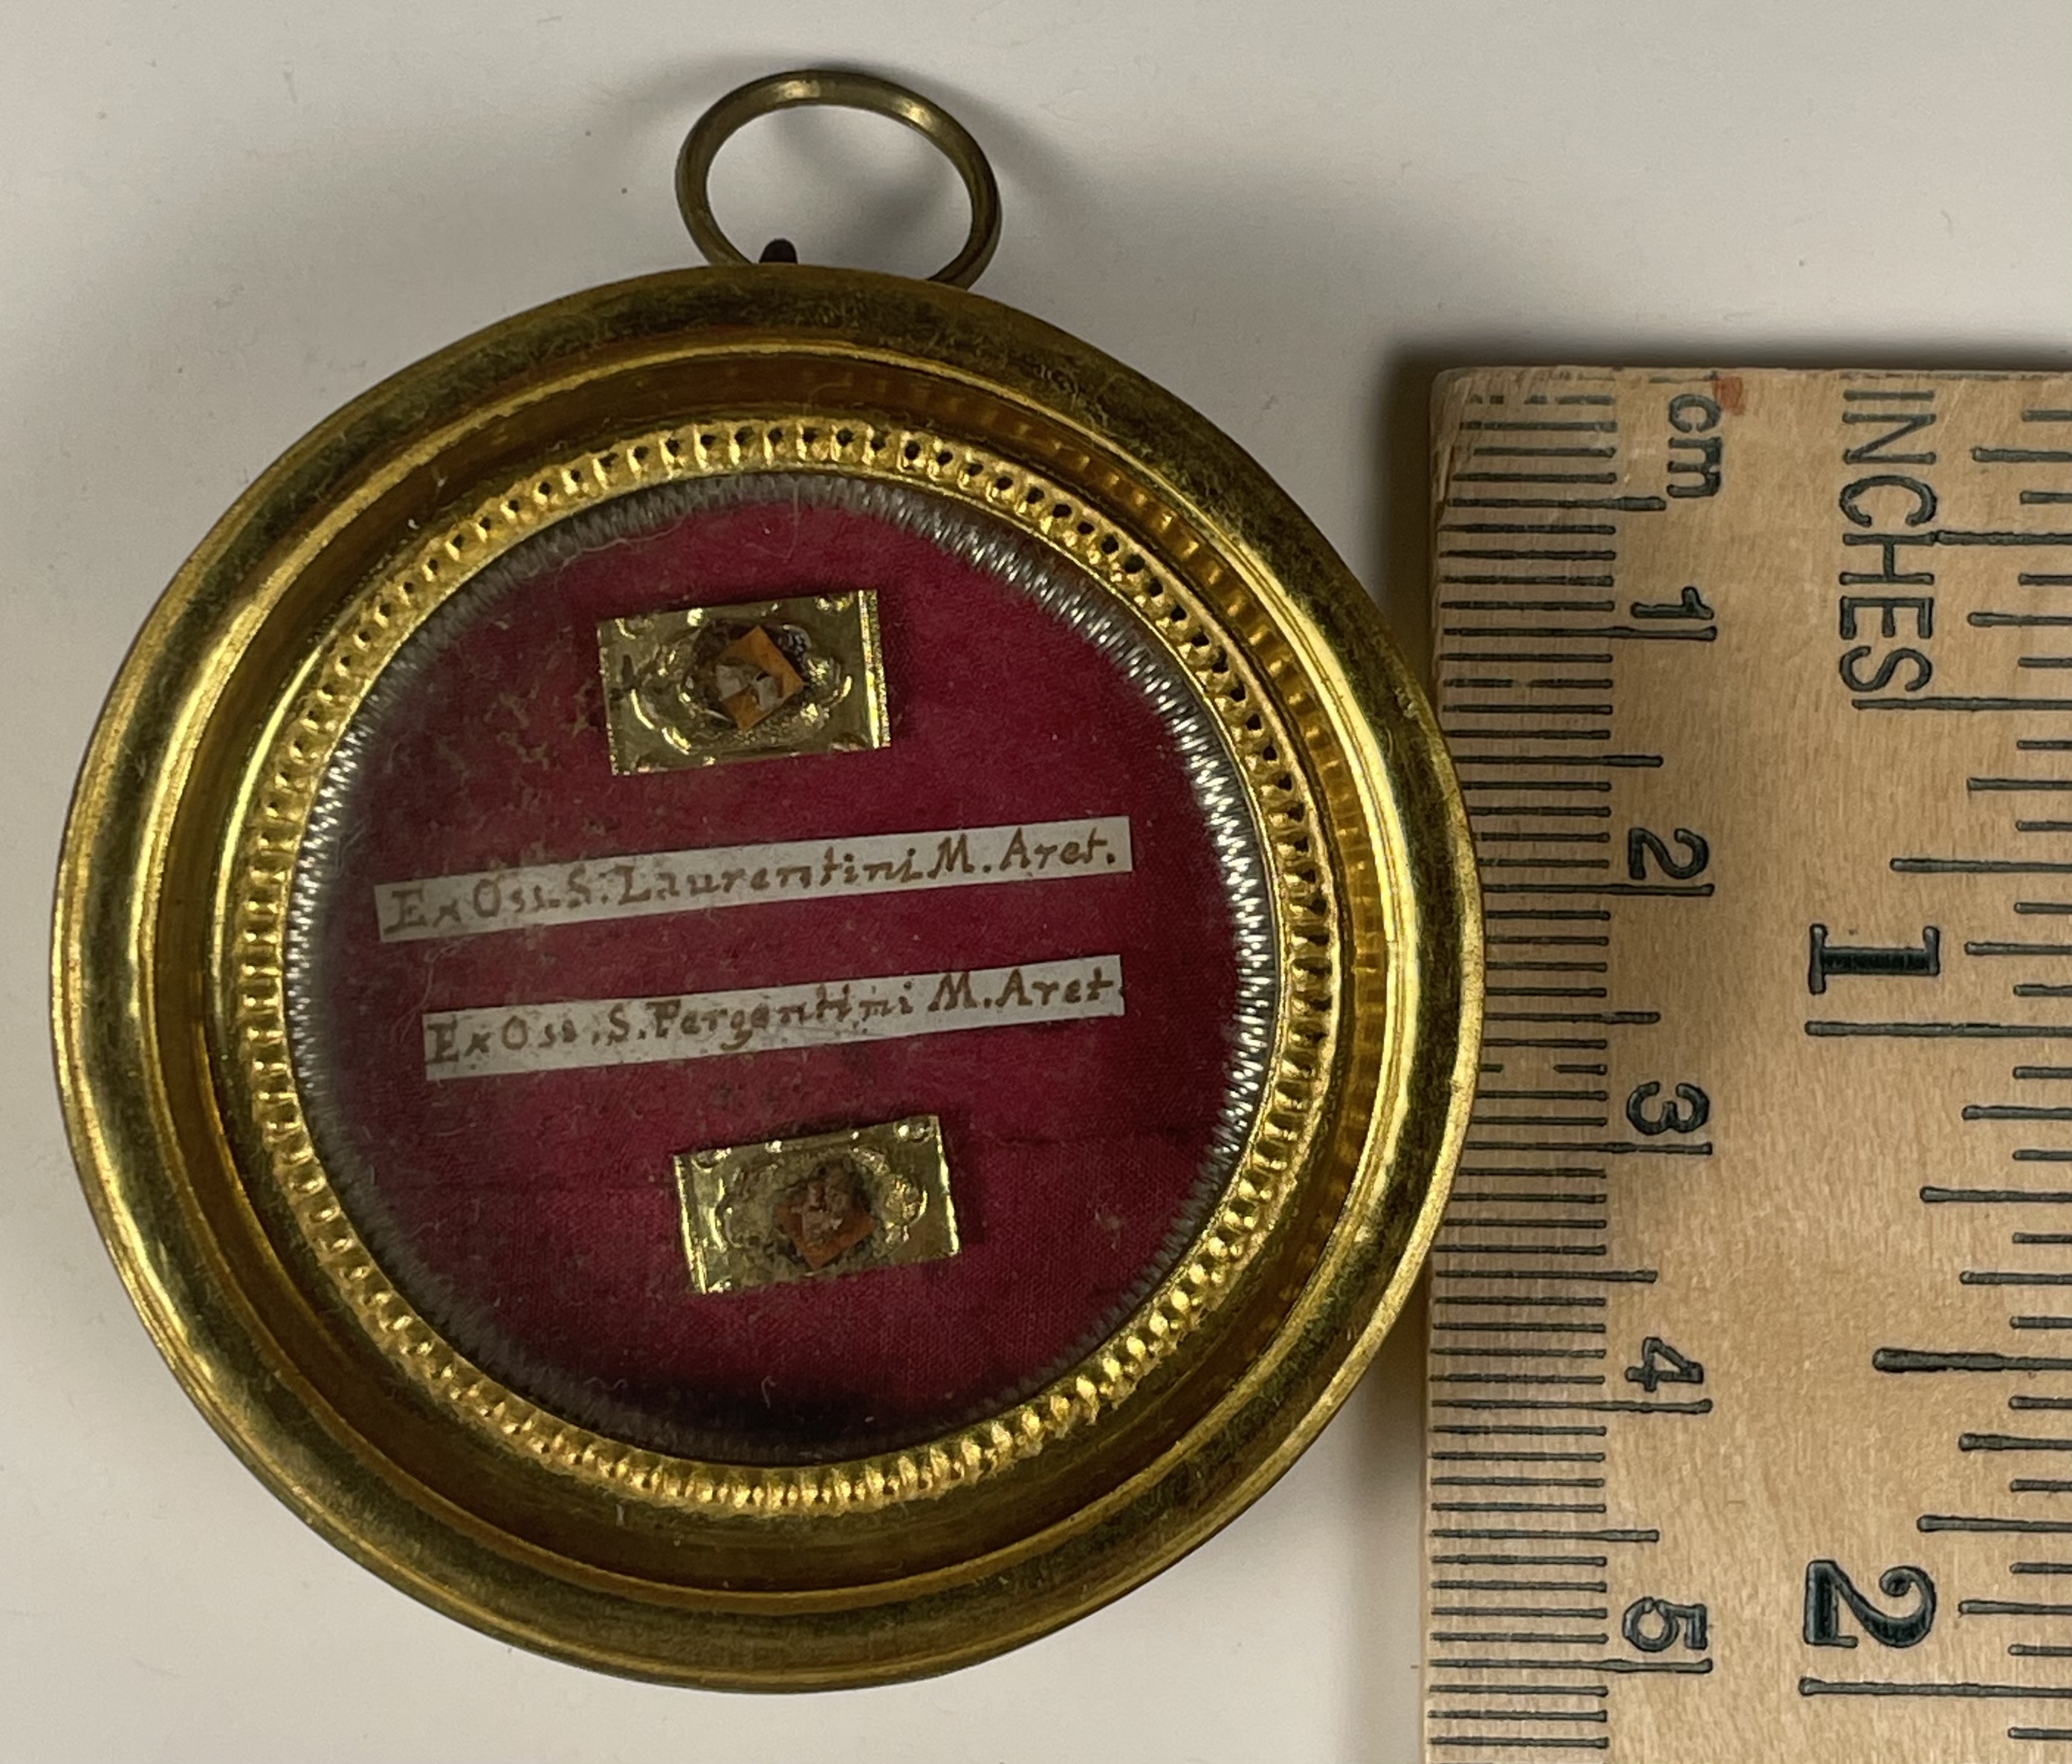 Ex Oss. S. Laurentini M. Aret.
Ex Oss. S. Pergentini M. Aret.
cm
1
2
3
4
5
INCHES
1
2